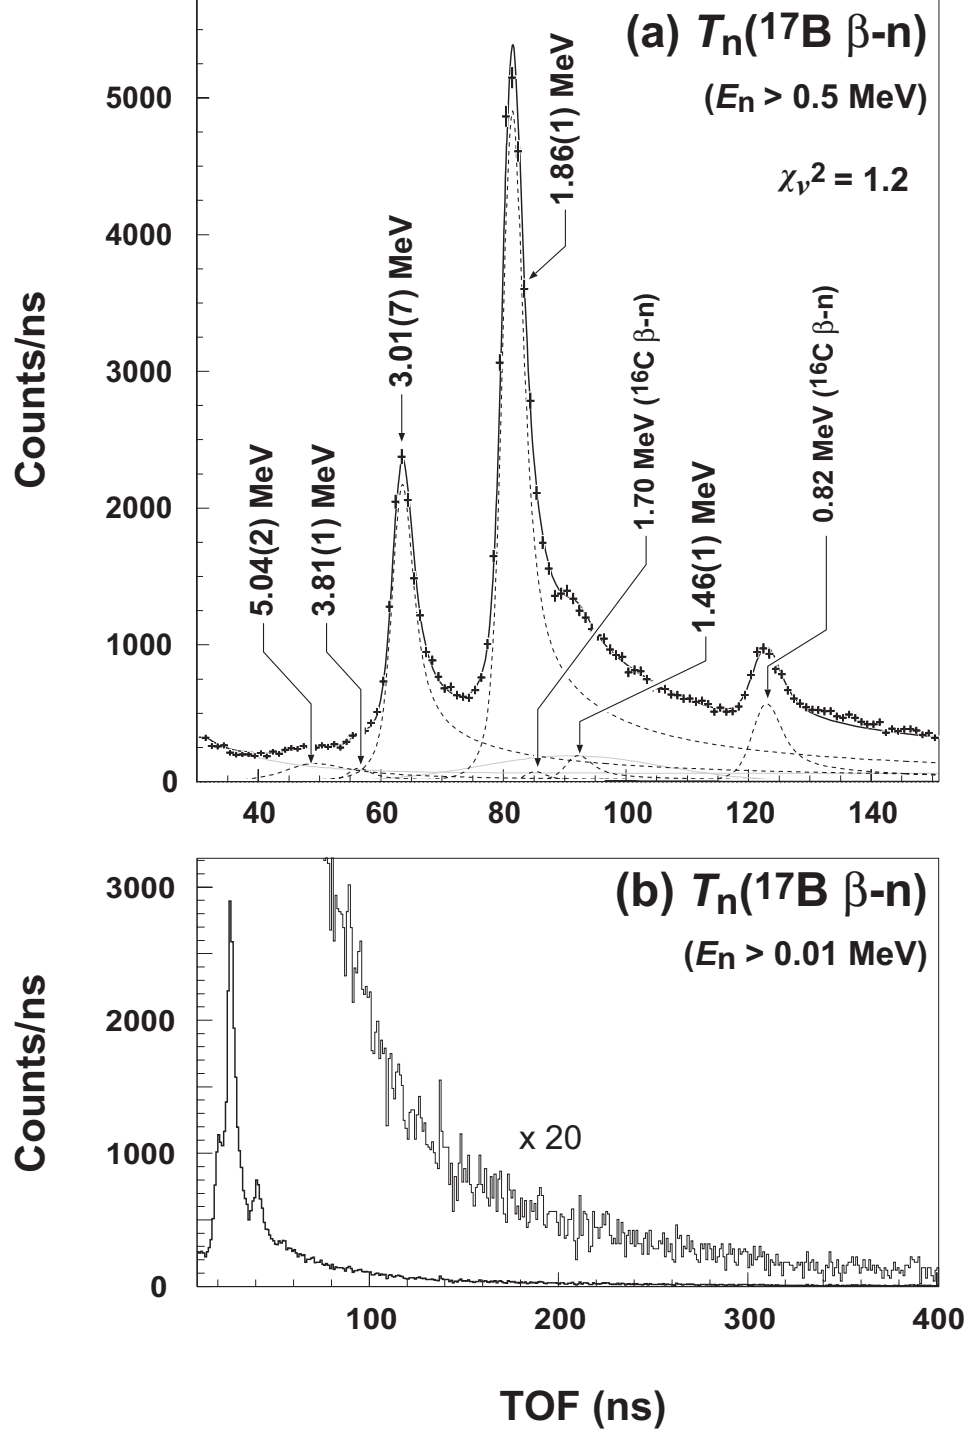 (a) Tn(17B β-n)
(En > 0.5 MeV)
χν2 = 1.2
Counts/ns
5000
4000
3000
2000
1000
0
5.04(2) MeV
3.81(1) MeV
3.01(7) MeV
1.86(1) MeV
1.70 MeV (16C β-n)
1.46(1) MeV
0.82 MeV (16C β-n)
40 60 80 100 120 140
(b) Tn(17B β-n)
(En > 0.01 MeV)
Counts/ns
3000
2000
1000
0
x 20
100 200 300 400
TOF (ns)